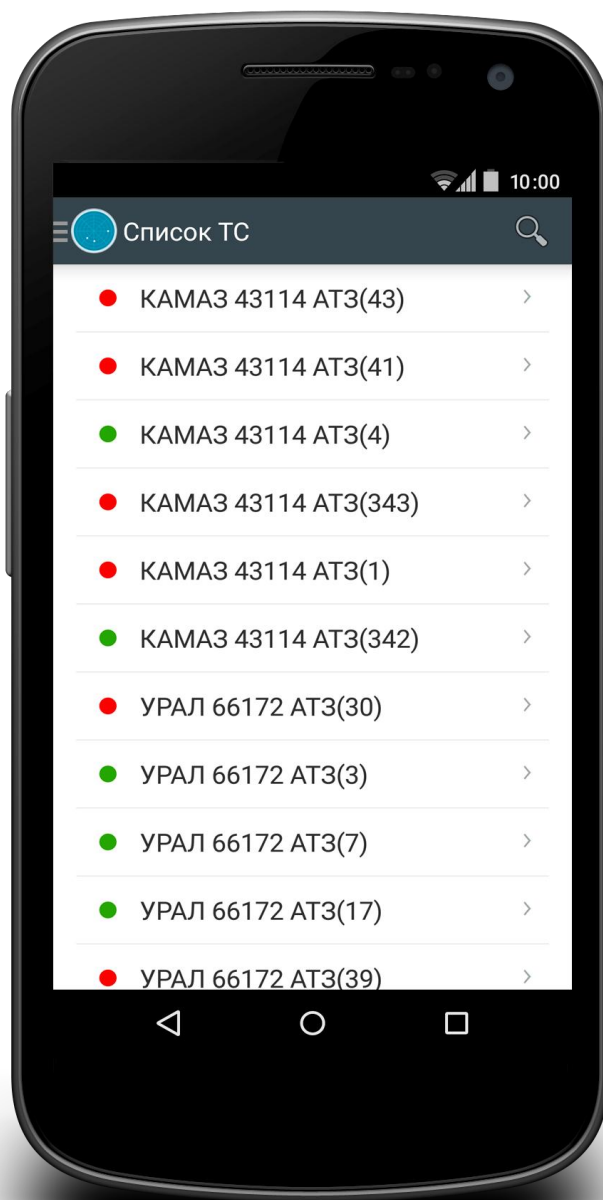 10:00
Список ТС
КАМАЗ 43114 АТЗ(43)
КАМАЗ 43114 АТЗ(41)
КАМАЗ 43114 АТЗ(4)
КАМАЗ 43114 АТЗ(343)
КАМАЗ 43114 АТЗ(1)
КАМАЗ 43114 АТЗ(342)
УРАЛ 66172 АТЗ(30)
УРАЛ 66172 АТЗ(3)
УРАЛ 66172 АТЗ(7)
УРАЛ 66172 АТЗ(17)
УРАЛ 66172 АТЗ(39)